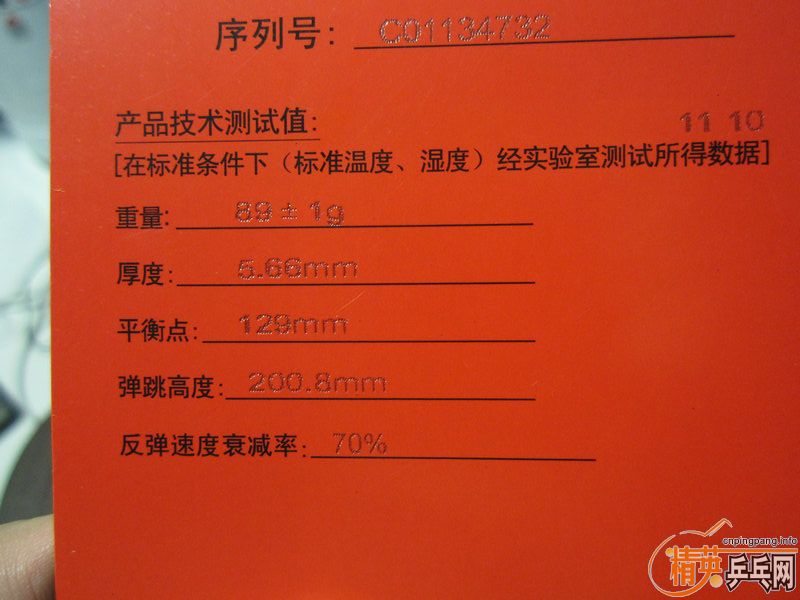 序列号: C01134732
产品技术测试值:
11 10
[在标准条件下（标准温度、湿度）经实验室测试所得数据]
重量: 89 ± 1g
厚度: 5.66mm
平衡点: 129mm
弹跳高度: 200.8mm
反弹速度衰减率: 70%
cnpingpang.info
精英乒乓网